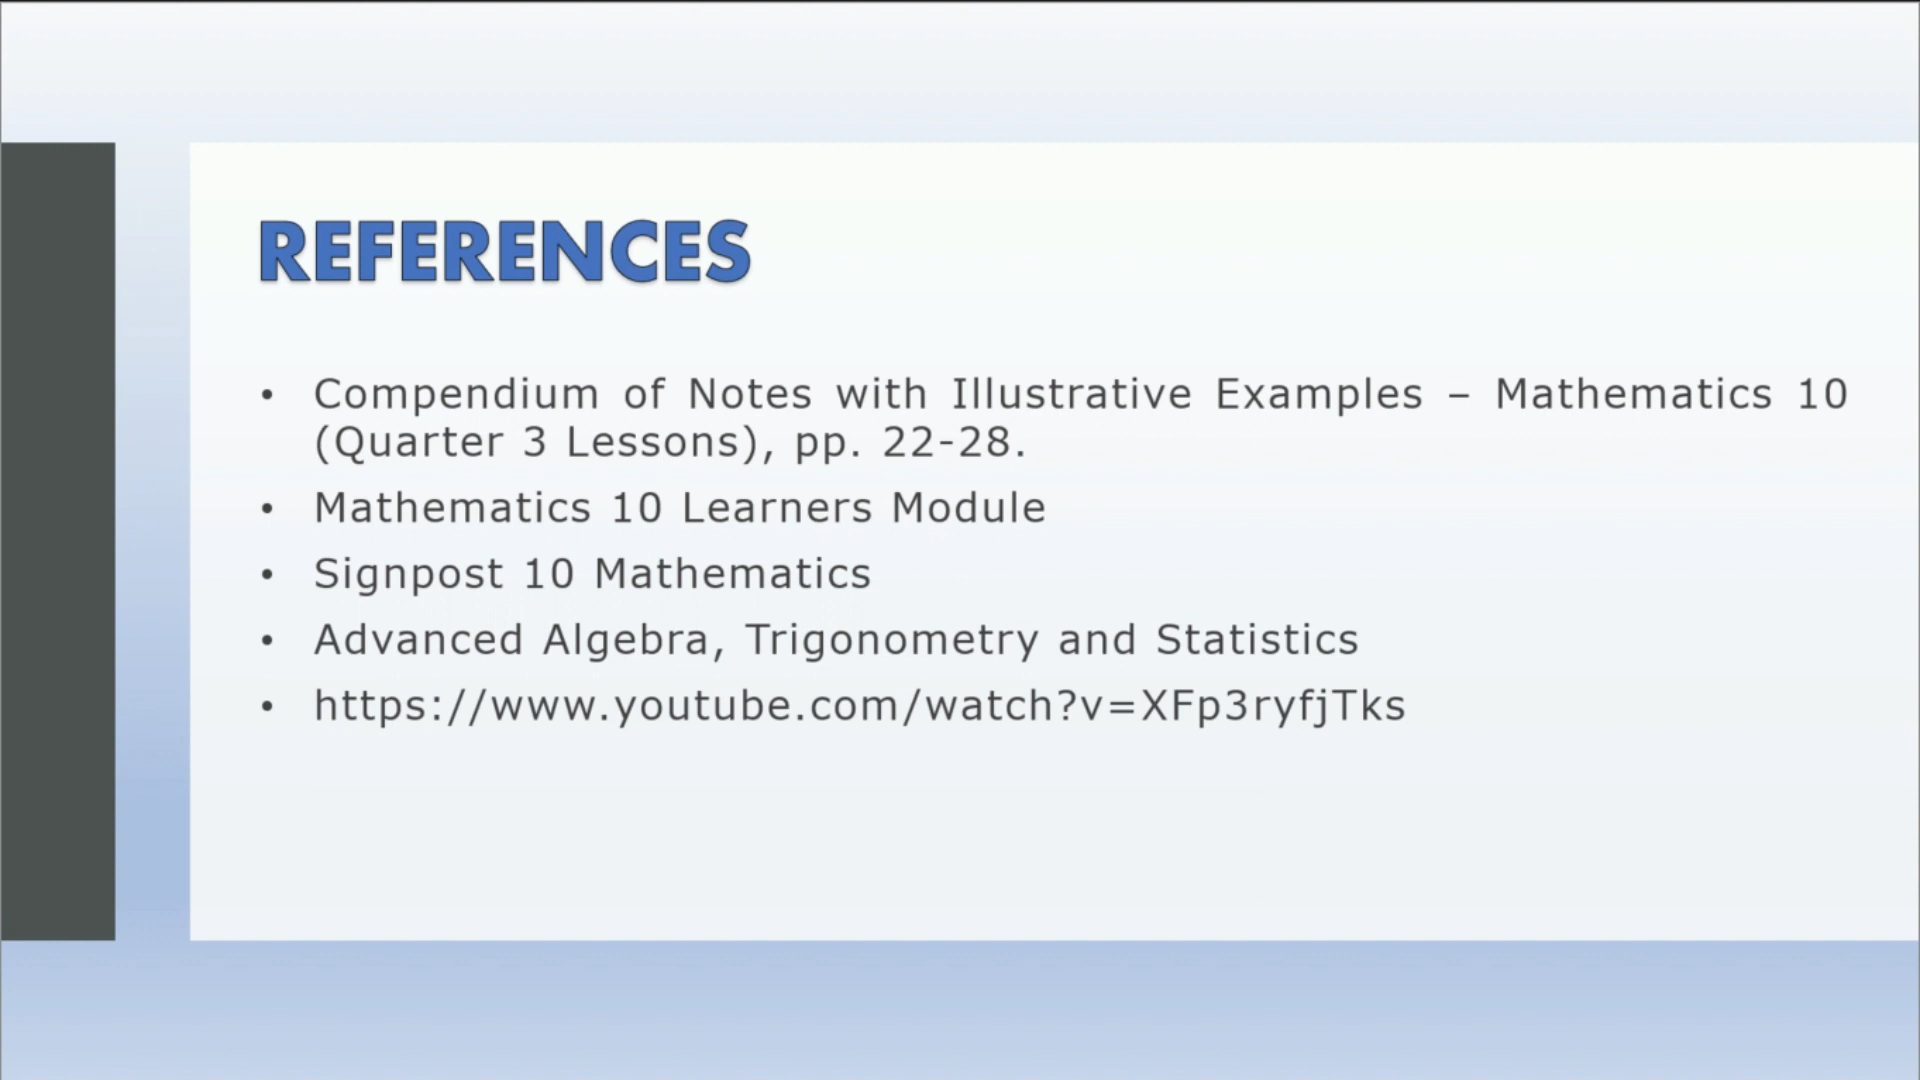 REFERENCES
• Compendium of Notes with Illustrative Examples – Mathematics 10
(Quarter 3 Lessons), pp. 22-28.
• Mathematics 10 Learners Module
• Signpost 10 Mathematics
• Advanced Algebra, Trigonometry and Statistics
• https://www.youtube.com/watch?v=XFp3ryfjTks